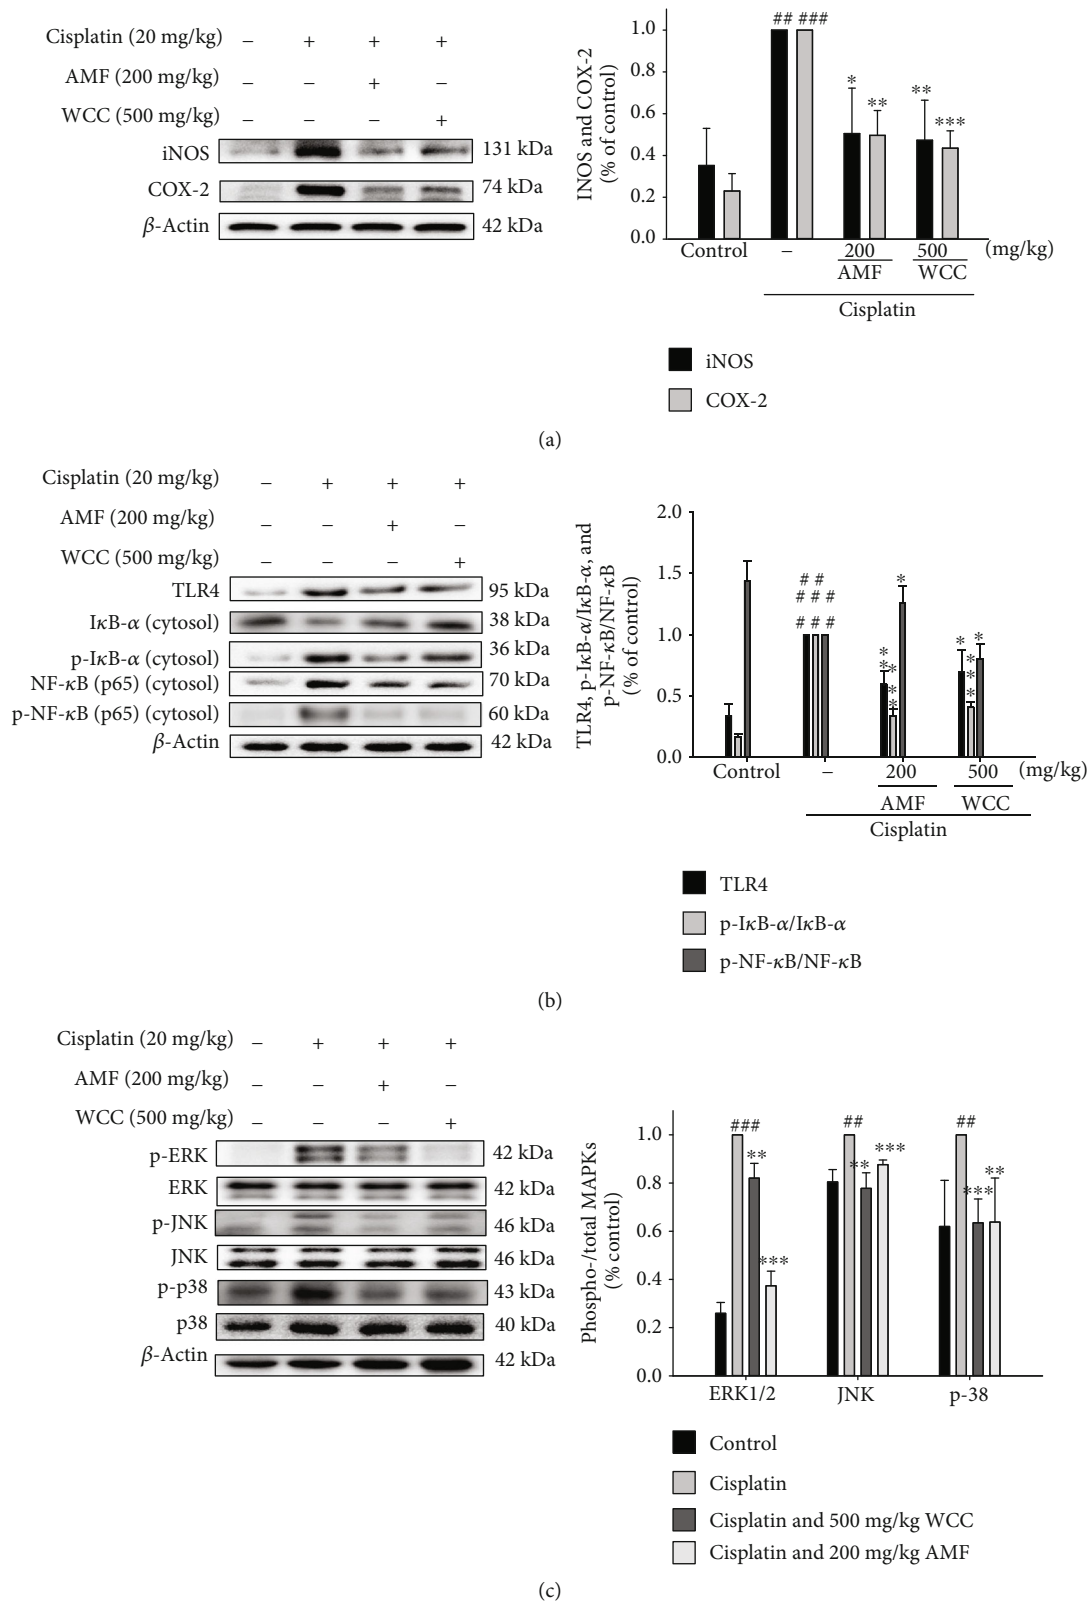 Cisplatin (20 mg/kg) – + + +
AMF (200 mg/kg) – – + –
WCC (500 mg/kg) – – – +
iNOS 131 kDa
COX-2 74 kDa
β-Actin 42 kDa
INOS and COX-2
(% of control)
1.0
0.8
0.6
0.4
0.2
0.0
## ###
* ** ** ***
Control – 200 500 (mg/kg)
AMF WCC
Cisplatin
iNOS
COX-2
(a)
Cisplatin (20 mg/kg) – + + +
AMF (200 mg/kg) – – + –
WCC (500 mg/kg) – – – +
TLR4 95 kDa
IκB-α (cytosol) 38 kDa
p-IκB-α (cytosol) 36 kDa
NF-κB (p65) (cytosol) 70 kDa
p-NF-κB (p65) (cytosol) 60 kDa
β-Actin 42 kDa
TLR4, p-IκB-α/IκB-α, and
p-NF-κB/NF-κB
(% of control)
2.0
1.5
1.0
0.5
0.0
# #
# # #
# # #
** *** * * *** *
Control – 200 500 (mg/kg)
AMF WCC
Cisplatin
TLR4
p-IκB-α/IκB-α
p-NF-κB/NF-κB
(b)
Cisplatin (20 mg/kg) – + + +
AMF (200 mg/kg) – – + –
WCC (500 mg/kg) – – – +
p-ERK 42 kDa
ERK 42 kDa
p-JNK 46 kDa
JNK 46 kDa
p-p38 43 kDa
p38 40 kDa
β-Actin 42 kDa
Phospho-/total MAPKs
(% control)
1.0
0.8
0.6
0.4
0.2
0.0
### ## ##
** *** ** *** *** **
ERK1/2 JNK p-38
Control
Cisplatin
Cisplatin and 500 mg/kg WCC
Cisplatin and 200 mg/kg AMF
(c)